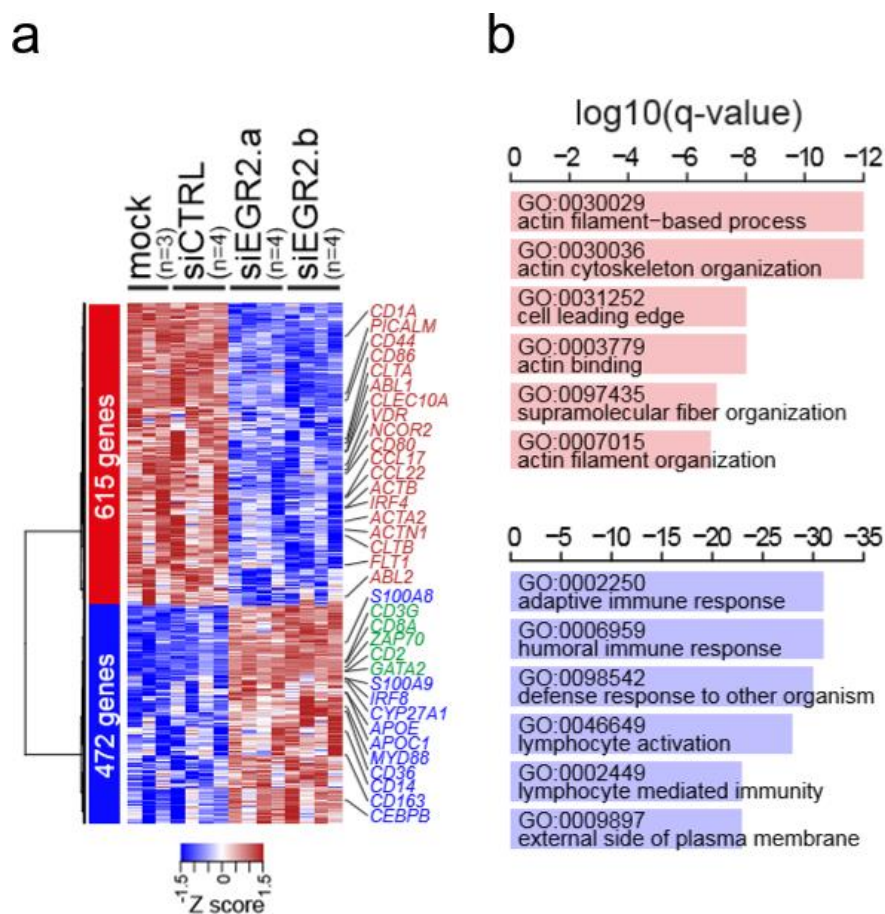 a
b
mock
(n=3)
siCTRL
(n=4)
siEGR2.a
(n=4)
siEGR2.b
(n=4)
615 genes
472 genes
CD1A
PICALM
CD44
CD86
CLTA
ABL1
CLEC10A
VDR
NCOR2
CD80
CCL17
CCL22
ACTB
IRF4
ACTA2
ACTN1
CLTB
FLT1
ABL2
S100A8
CD3G
CD8A
ZAP70
CD2
GATA2
S100A9
IRF8
CYP27A1
APOE
APOC1
MYD88
CD36
CD14
CD163
CEBPB
-1.5
0
1.5
Z score
log10(q-value)
0 −2 −4 −6 −8 −10 −12
GO:0030029
actin filament−based process
GO:0030036
actin cytoskeleton organization
GO:0031252
cell leading edge
GO:0003779
actin binding
GO:0097435
supramolecular fiber organization
GO:0007015
actin filament organization
0 −5 −10 −15 −20 −25 −30 −35
GO:0002250
adaptive immune response
GO:0006959
humoral immune response
GO:0098542
defense response to other organism
GO:0046649
lymphocyte activation
GO:0002449
lymphocyte mediated immunity
GO:0009897
external side of plasma membrane